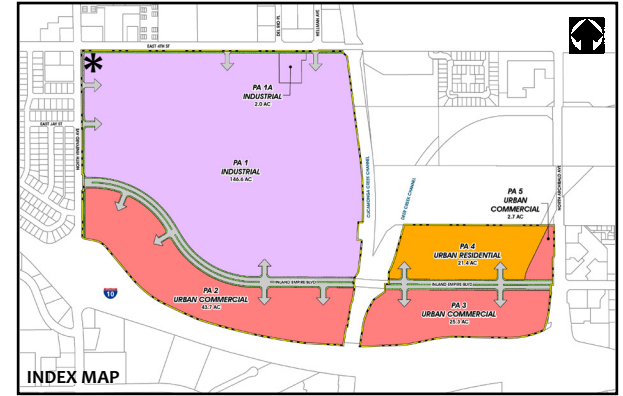 DEL RIO PL
HELLMAN AVE
EAST 4TH ST
*
PA 1A
INDUSTRIAL
2.0 AC
EAST JAY ST
NORTH VINEYARD AVE
PA 1
INDUSTRIAL
146.6 AC
CUCAMONGA CREEK CHANNEL
DEER CREEK CHANNEL
NORTH ARCHIBALD AVE
PA 5
URBAN
COMMERCIAL
2.7 AC
PA 4
URBAN RESIDENTIAL
21.4 AC
INLAND EMPIRE BLVD
INLAND EMPIRE BLVD
PA 2
URBAN COMMERCIAL
43.7 AC
PA 3
URBAN COMMERCIAL
25.3 AC
10
INDEX MAP